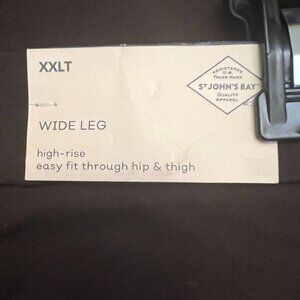 XXLT
REGISTERED
U.S.
TRADE MARK
ST JOHN'S BAY
QUALITY
APPAREL
WIDE LEG
high-rise
easy fit through hip & thigh